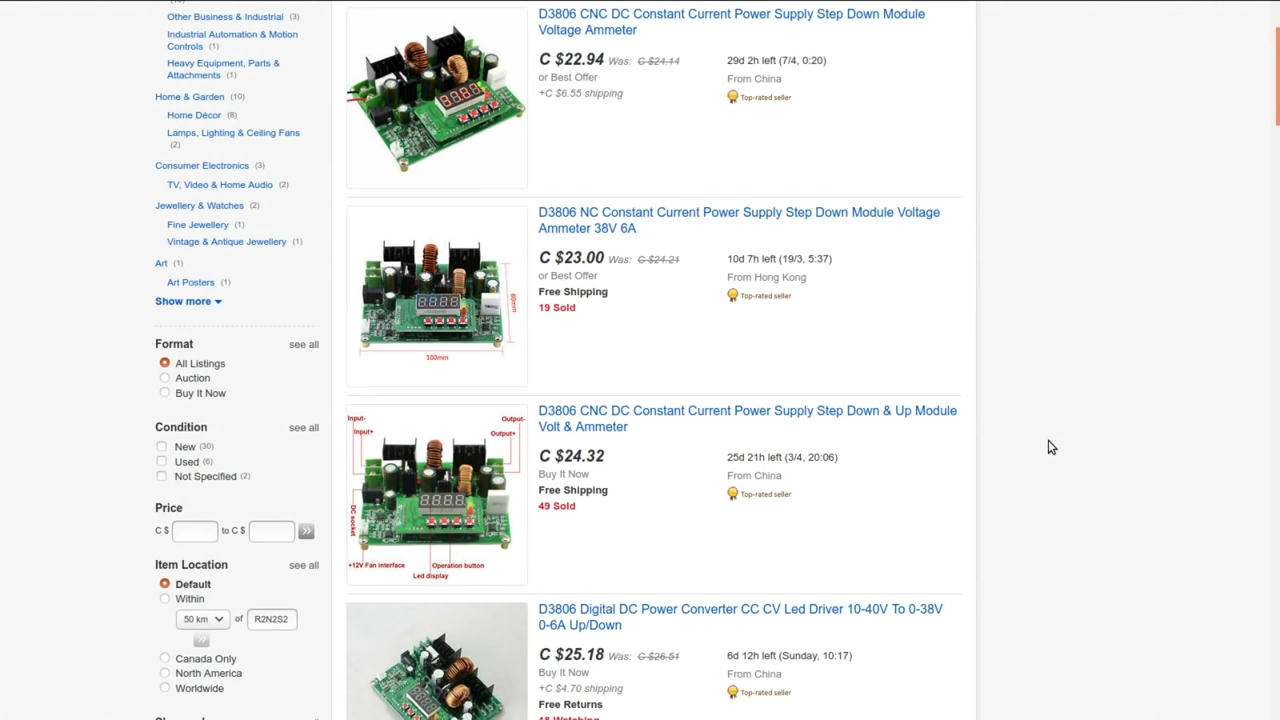 Other Business & Industrial (3)
Industrial Automation & Motion
Controls (1)
Heavy Equipment, Parts &
Attachments (1)
Home & Garden (10)
Home Décor (8)
Lamps, Lighting & Ceiling Fans
(2)
Consumer Electronics (3)
TV, Video & Home Audio (2)
Jewellery & Watches (2)
Fine Jewellery (1)
Vintage & Antique Jewellery (1)
Art (1)
Art Posters (1)
Show more
Format see all
All Listings
Auction
Buy It Now
Condition see all
New (30)
Used (6)
Not Specified (2)
Price
C $ to C $
Item Location see all
Default
Within
50 km of R2N2S2
Canada Only
North America
Worldwide
D3806 CNC DC Constant Current Power Supply Step Down Module
Voltage Ammeter
C $22.94 Was: C $24.14
or Best Offer
+C $6.55 shipping
29d 2h left (7/4, 0:20)
From China
Top-rated seller
D3806 NC Constant Current Power Supply Step Down Module Voltage
Ammeter 38V 6A
C $23.00 Was: C $24.21
or Best Offer
Free Shipping
19 Sold
10d 7h left (19/3, 5:37)
From Hong Kong
Top-rated seller
100mm
D3806 CNC DC Constant Current Power Supply Step Down & Up Module
Volt & Ammeter
C $24.32
Buy It Now
Free Shipping
49 Sold
25d 21h left (3/4, 20:06)
From China
Top-rated seller
Input-
Input+
Output-
Output+
DC socket
+12V Fan interface
Operation button
Led display
D3806 Digital DC Power Converter CC CV Led Driver 10-40V To 0-38V
0-6A Up/Down
C $25.18 Was: C $26.51
Buy It Now
+C $4.70 shipping
Free Returns
18 Watching
6d 12h left (Sunday, 10:17)
From China
Top-rated seller